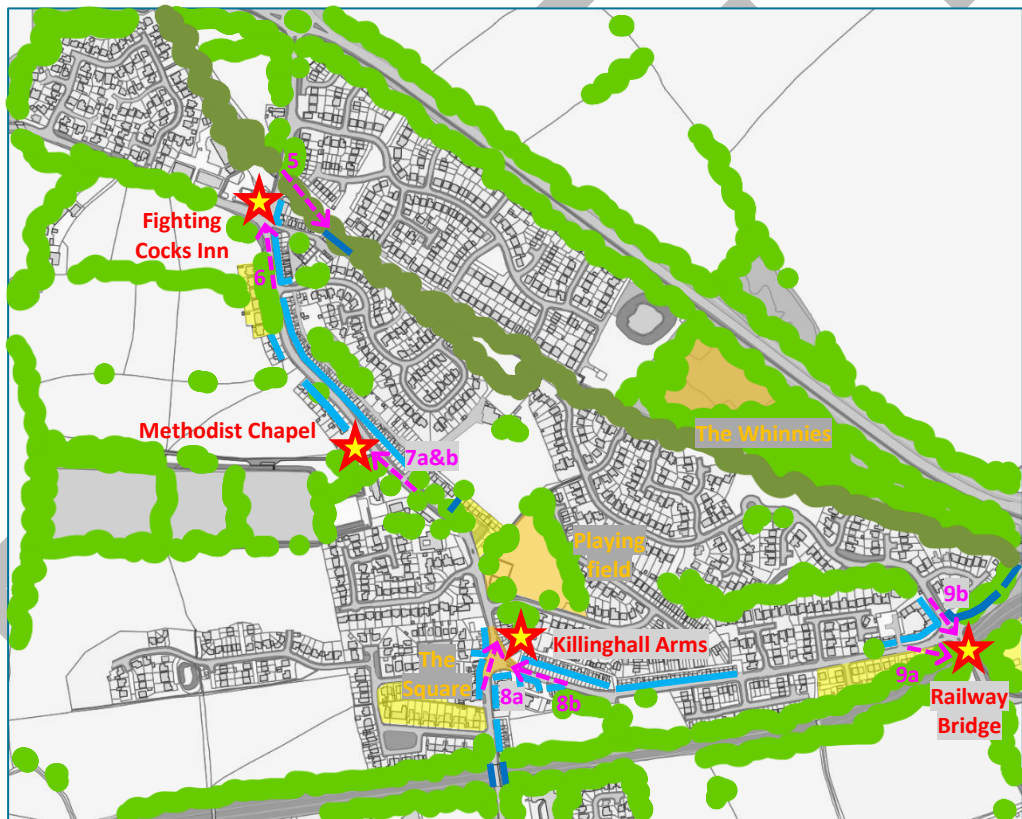 5
Fighting
Cocks Inn
6
Methodist Chapel
7a&b
The Whinnies
Playing
field
9b
Killinghall Arms
The
Square
8a
8b
9a
Railway
Bridge